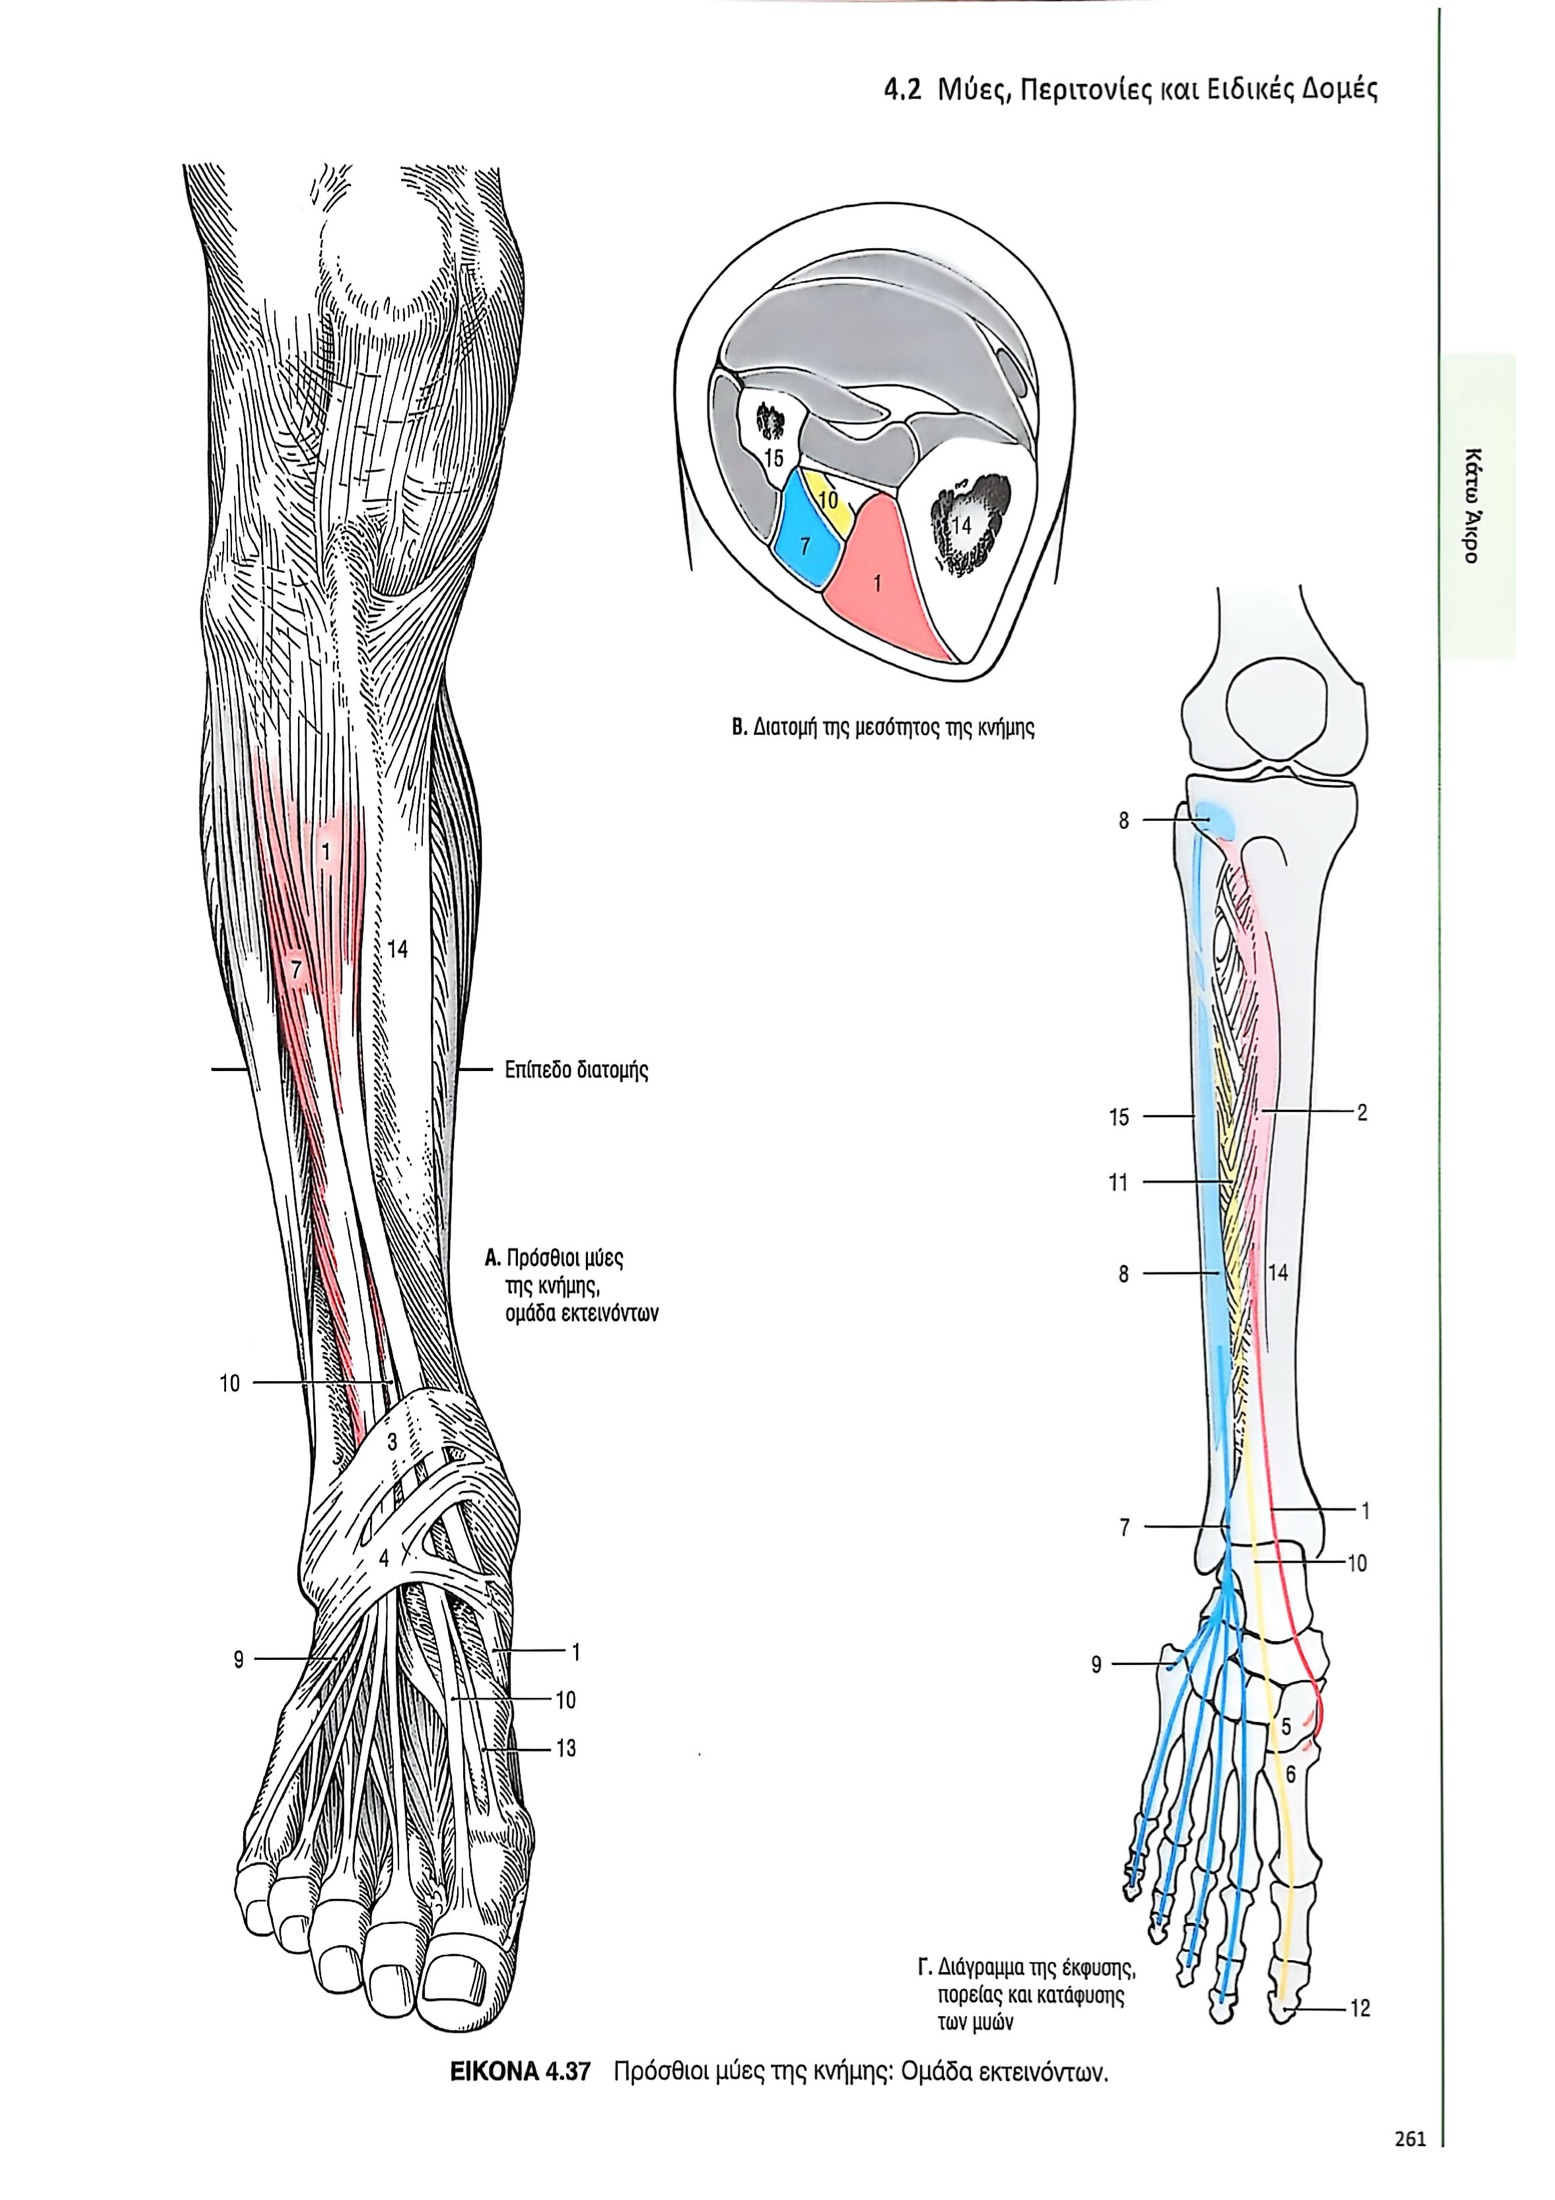 4.2 Μύες, Περιτονίες και Ειδικές Δομές
Κάτω Άκρο
15
10
7
14
1
Β. Διατομή της μεσότητος της κνήμης
1
14
7
Επίπεδο διατομής
Α. Πρόσθιοι μύες
της κνήμης,
ομάδα εκτεινόντων
10
3
4
9
1
10
13
8
15
2
11
8
14
7
1
10
9
5
6
12
Γ. Διάγραμμα της έκφυσης,
πορείας και κατάφυσης
των μυών
ΕΙΚΟΝΑ 4.37 Πρόσθιοι μύες της κνήμης: Ομάδα εκτεινόντων.
261